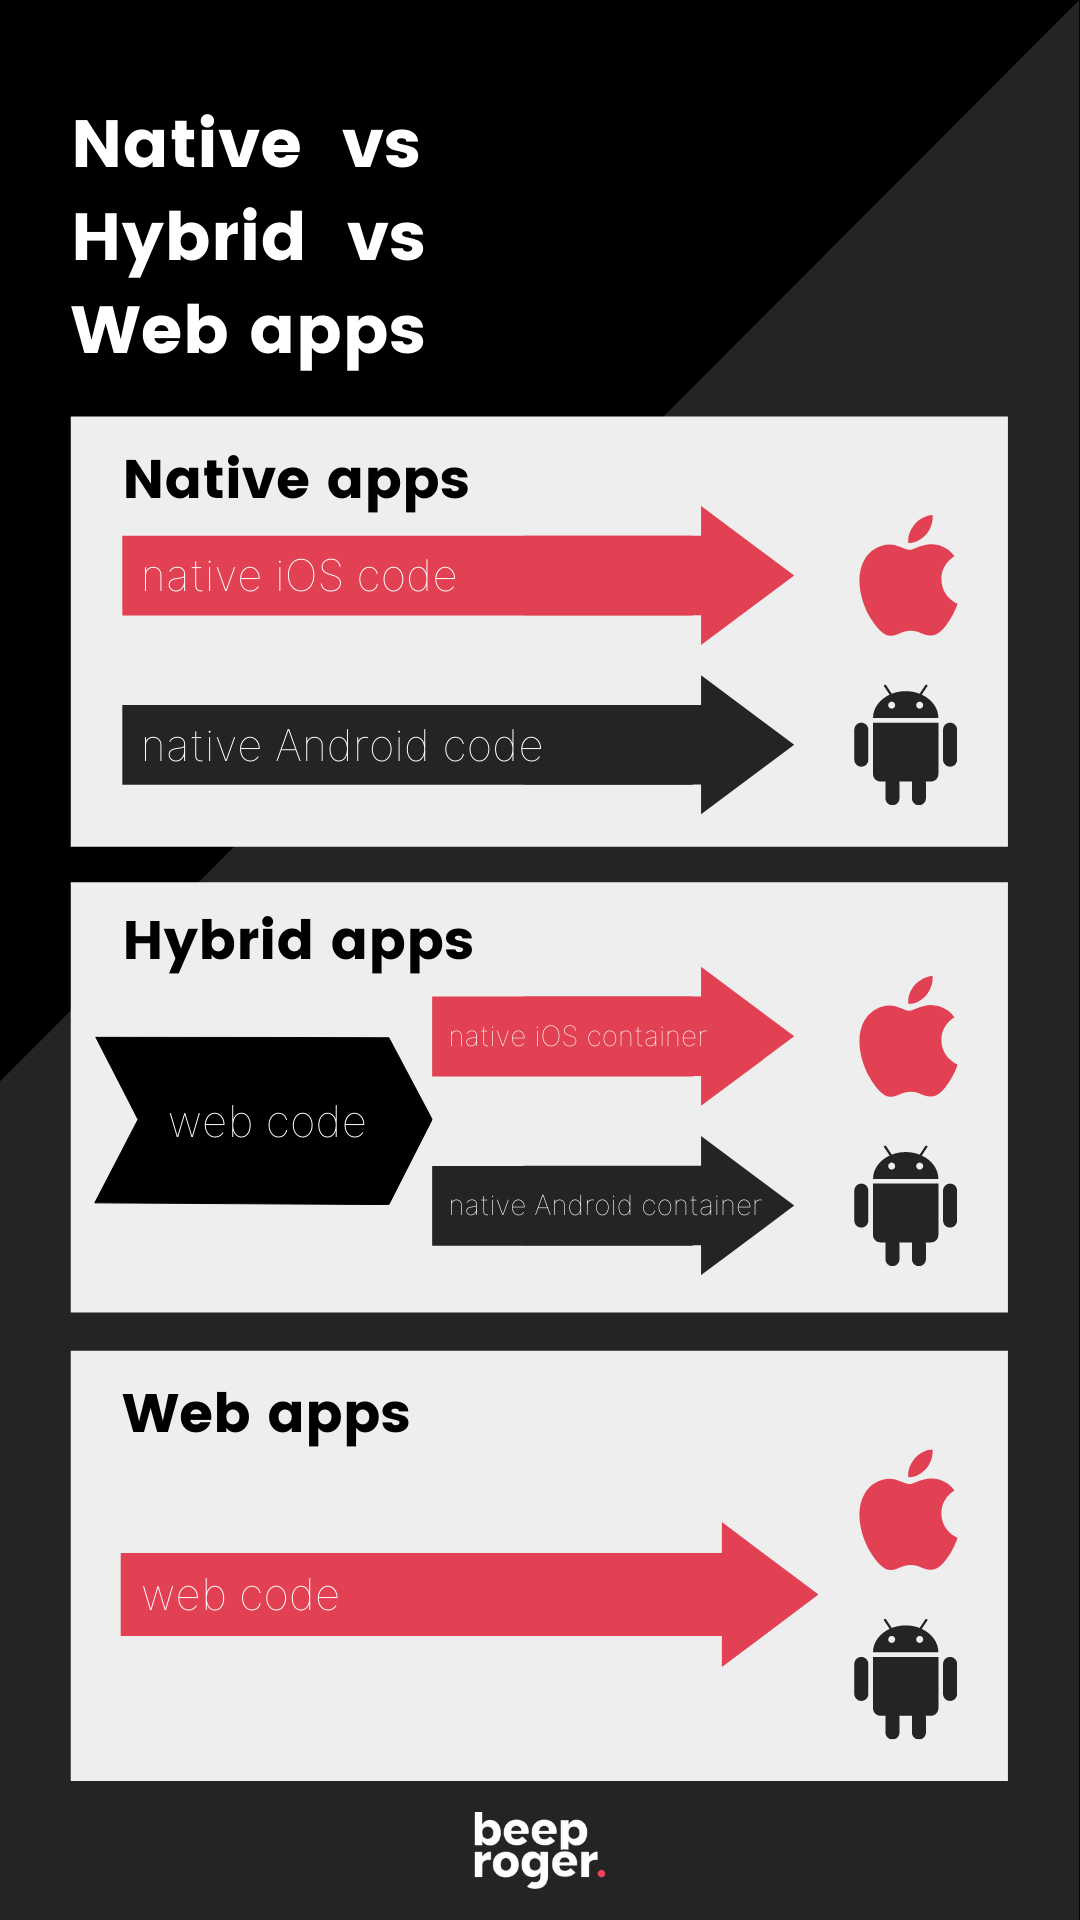 Native vs
Hybrid vs
Web apps
Native apps
native iOS code
native Android code
Hybrid apps
web code
native iOS container
native Android container
Web apps
web code
beep
roger.